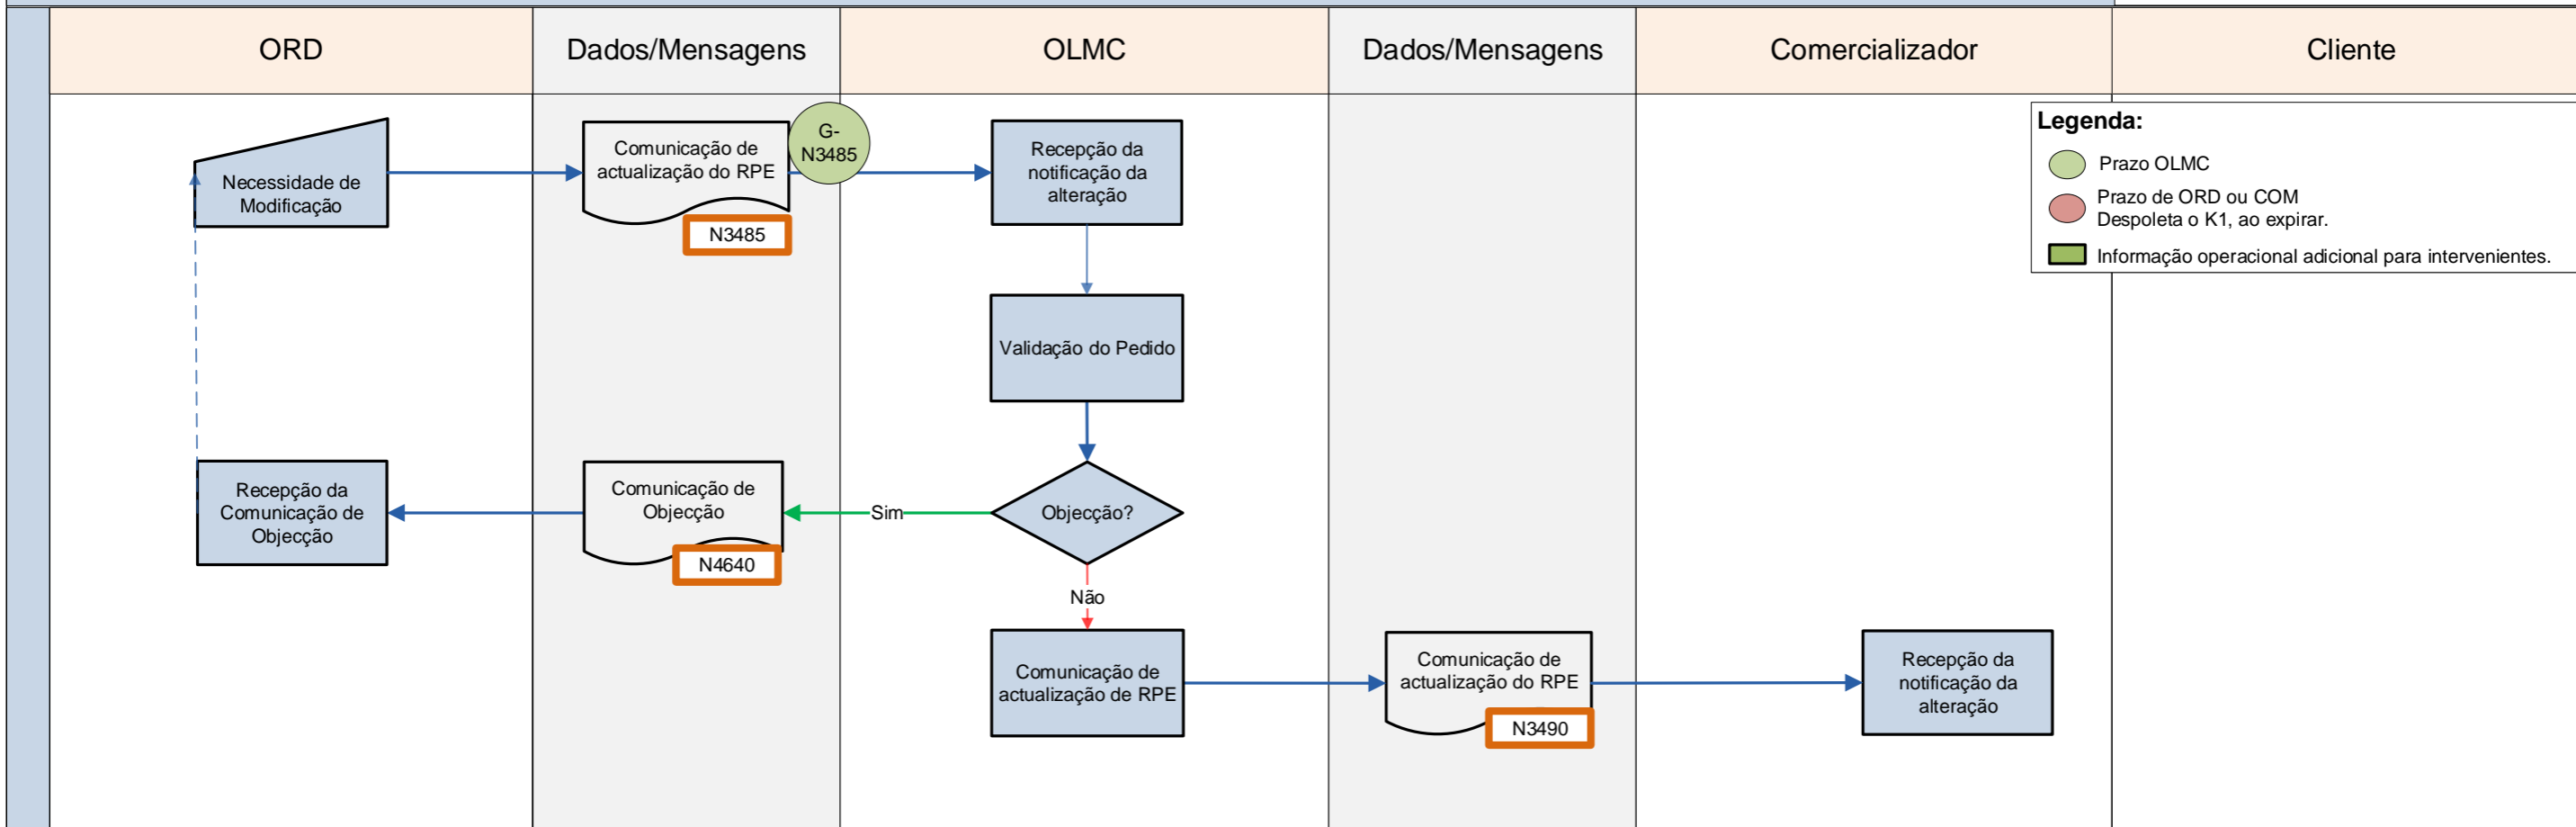 ORD
Dados/Mensagens
OLMC
Dados/Mensagens
Comercializador
Cliente
Legenda:
Prazo OLMC
Prazo de ORD ou COM
Despoleta o K1, ao expirar.
Informação operacional adicional para intervenientes.
Necessidade de
Modificação
Comunicação de
actualização do RPE
N3485
G-
N3485
Recepção da
notificação da
alteração
Validação do Pedido
Objecção?
Sim
Comunicação de
Objecção
N4640
Recepção da
Comunicação de
Objecção
Não
Comunicação de
actualização de RPE
Comunicação de
actualização do RPE
N3490
Recepção da
notificação da
alteração